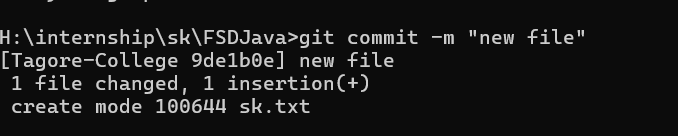 H:\internship\sk\FSDJava>git commit -m "new file"
[Tagore-College 9de1b0e] new file
 1 file changed, 1 insertion(+)
 create mode 100644 sk.txt